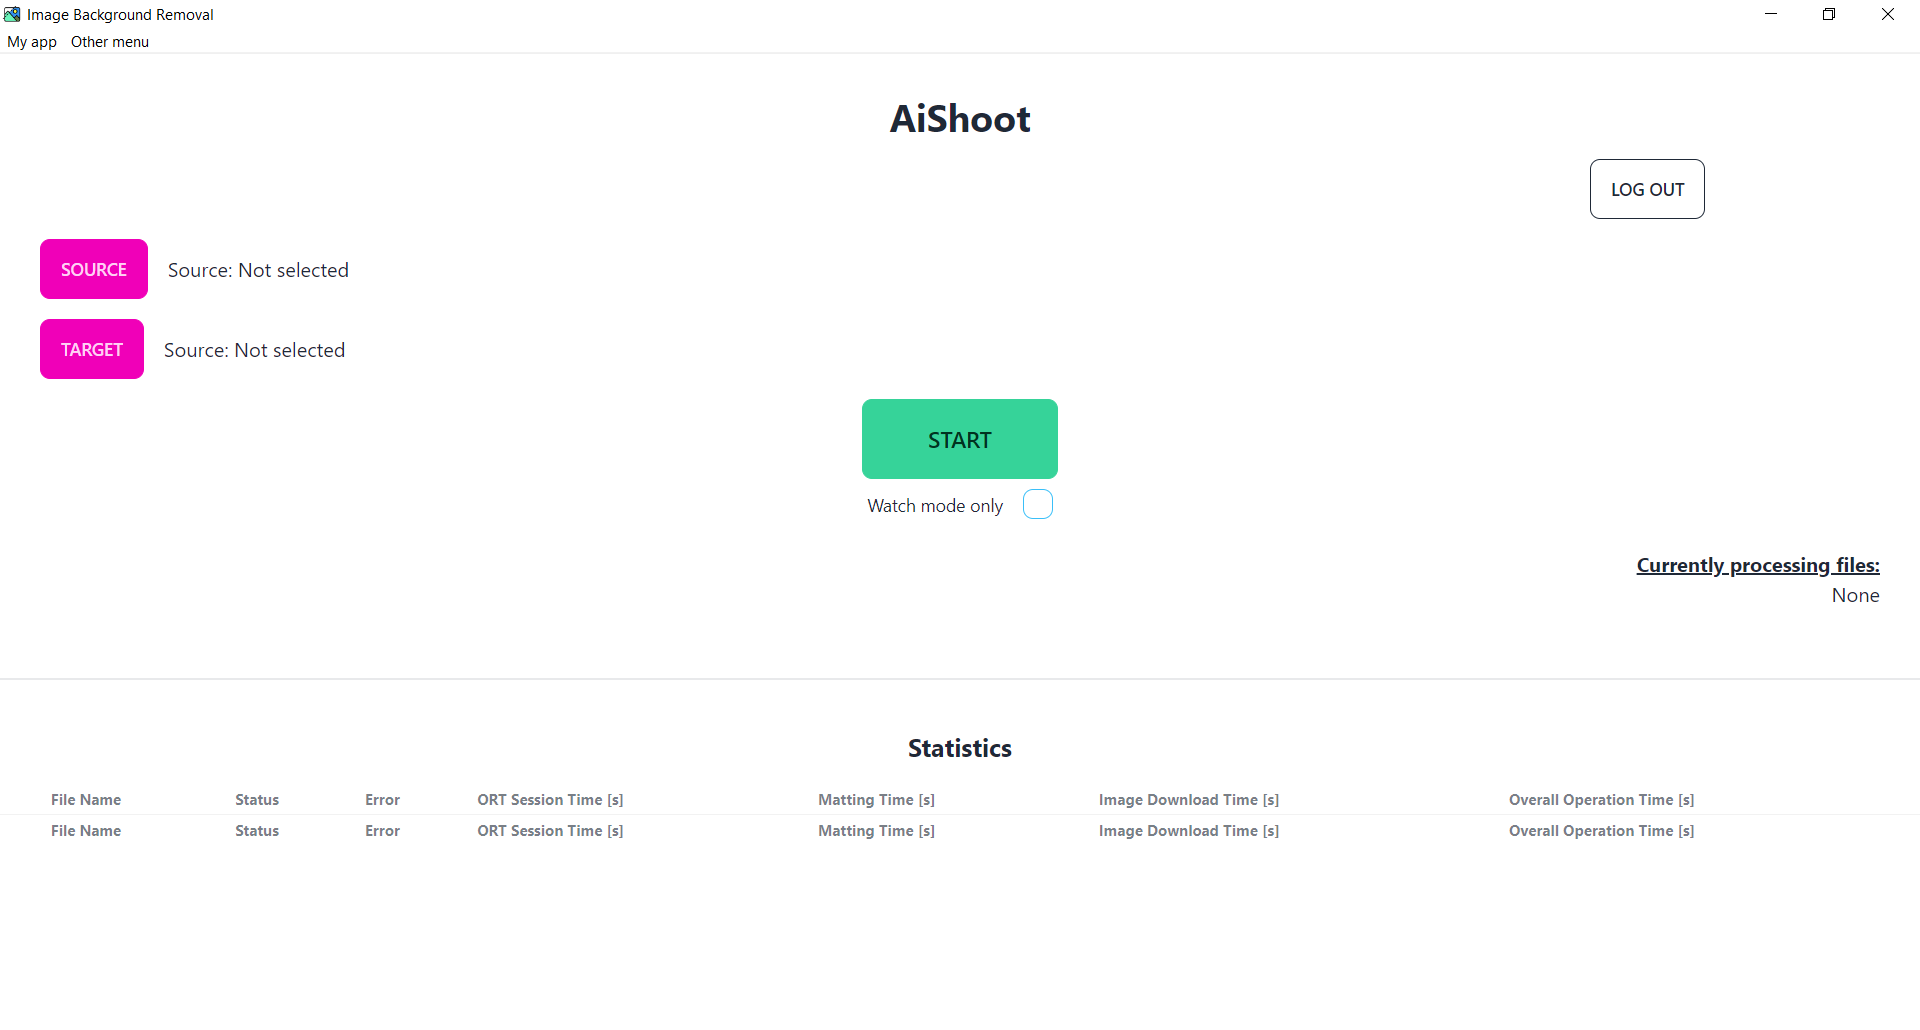 Image Background Removal
My app Other menu
AiShoot
LOG OUT
SOURCE Source: Not selected
TARGET Source: Not selected
START
Watch mode only
Currently processing files:
None
Statistics
File Name Status Error ORT Session Time [s] Matting Time [s] Image Download Time [s] Overall Operation Time [s]
File Name Status Error ORT Session Time [s] Matting Time [s] Image Download Time [s] Overall Operation Time [s]